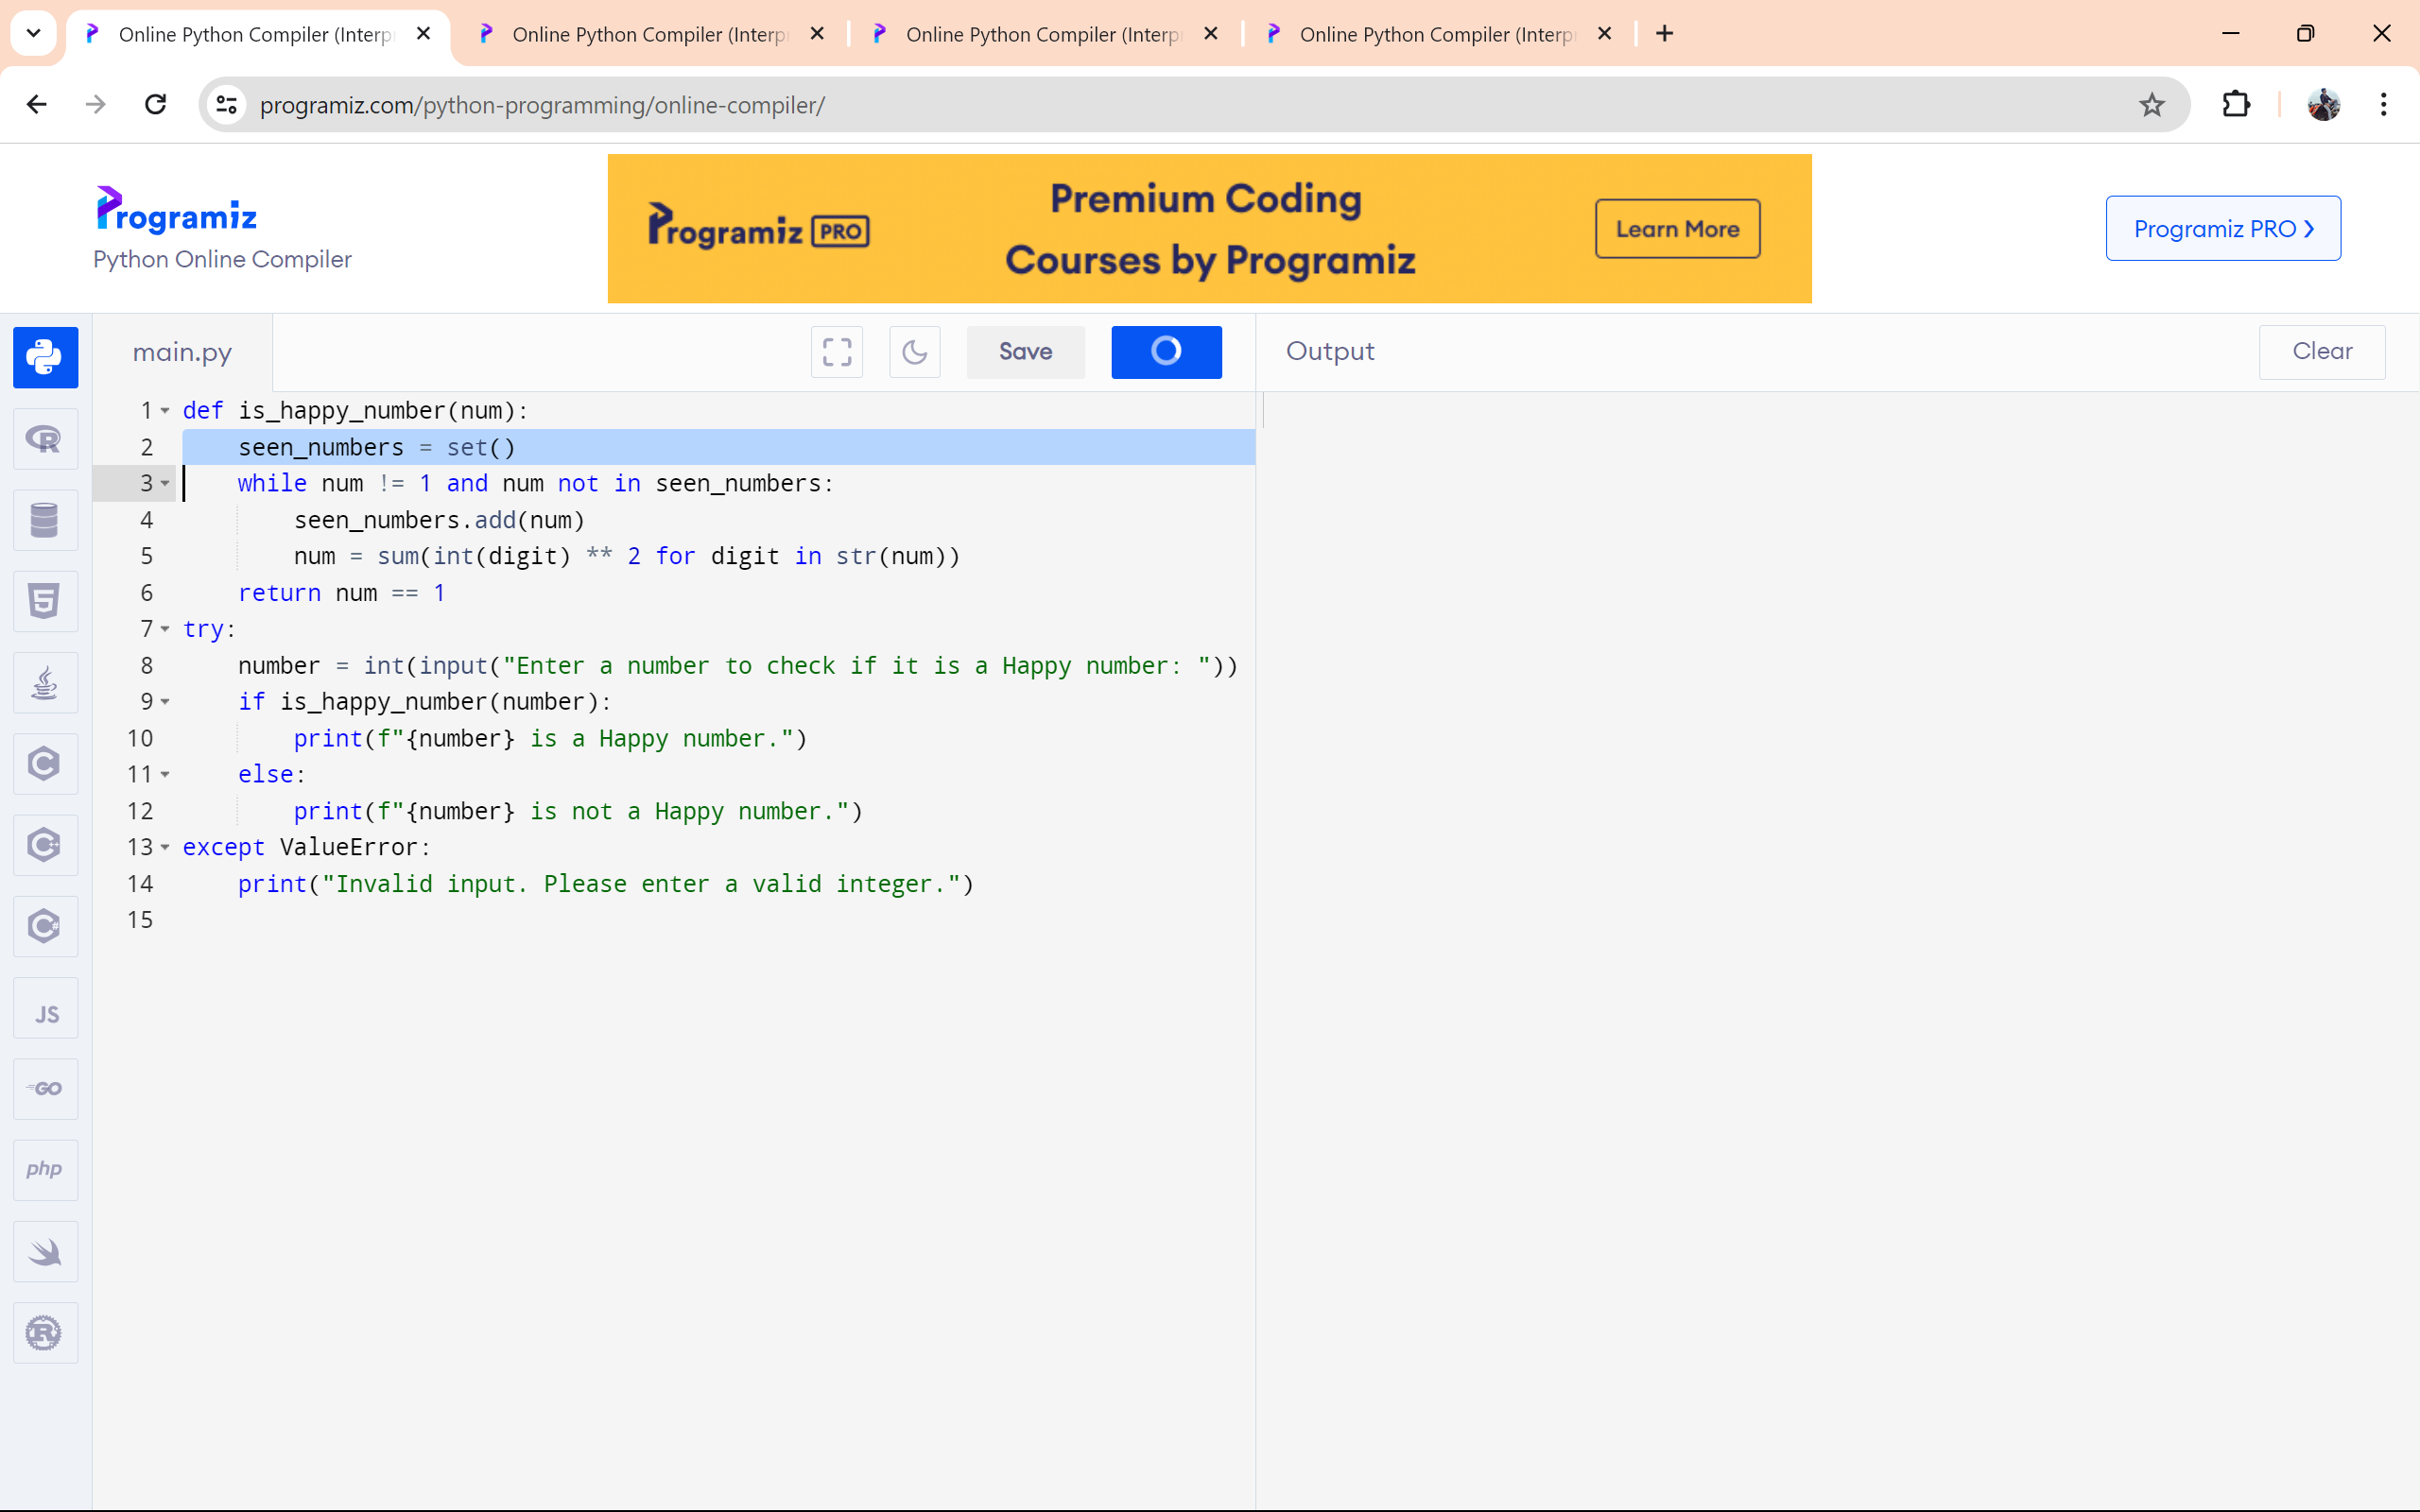 Online Python Compiler (Interp
Online Python Compiler (Interp
Online Python Compiler (Interp
Online Python Compiler (Interp
programiz.com/python-programming/online-compiler/
Programiz
Python Online Compiler
Programiz PRO
Premium Coding
Courses by Programiz
Learn More
Programiz PRO ❯
main.py
Save
Output
Clear
1 def is_happy_number(num):
2     seen_numbers = set()
3     while num != 1 and num not in seen_numbers:
4         seen_numbers.add(num)
5         num = sum(int(digit) ** 2 for digit in str(num))
6     return num == 1
7 try:
8     number = int(input("Enter a number to check if it is a Happy number: "))
9     if is_happy_number(number):
10         print(f"{number} is a Happy number.")
11     else:
12         print(f"{number} is not a Happy number.")
13 except ValueError:
14     print("Invalid input. Please enter a valid integer.")
15
R
5
C
C++
C#
JS
GO
php
R